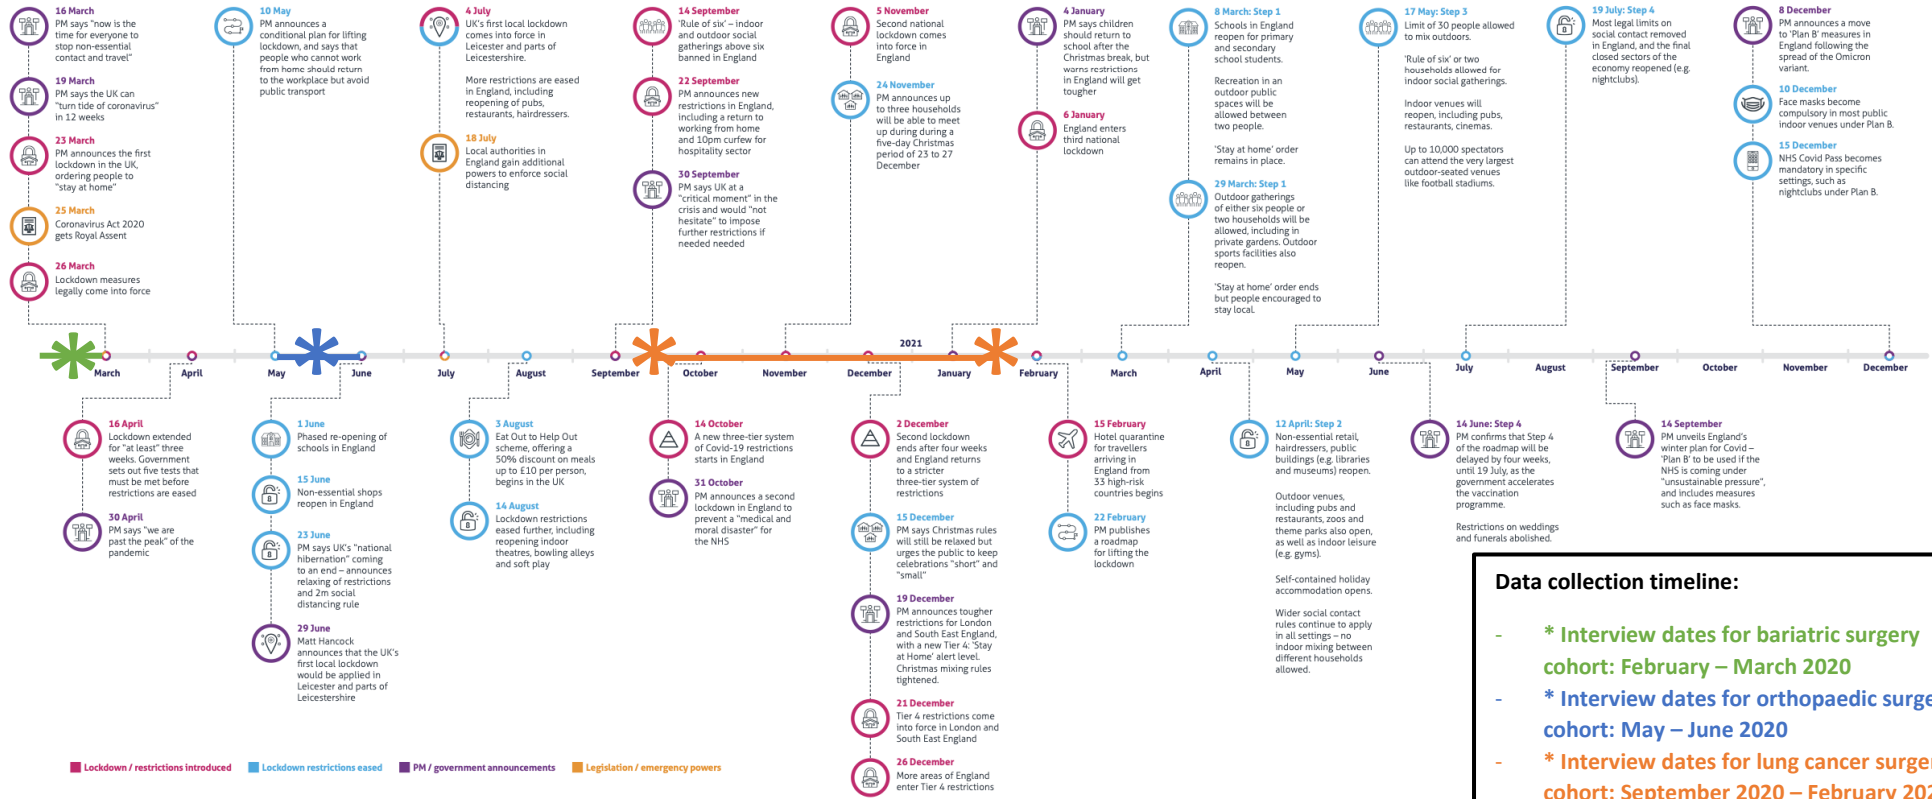 16 March
PM says "now is the
time for everyone to
stop non-essential
contact and travel"
19 March
PM says the UK can
"turn tide of coronavirus"
in 12 weeks
23 March
PM announces the first
lockdown in the UK,
ordering people to
"stay at home"
25 March
Coronavirus Act 2020
gets Royal Assent
26 March
Lockdown measures
legally come into force
10 May
PM announces a
conditional plan for lifting
lockdown, and says that
people who cannot work
from home should return
to the workplace but avoid
public transport
4 July
UK's first local lockdown
comes into force in
Leicester and parts of
Leicestershire.
More restrictions are eased
in England, including
reopening of pubs,
restaurants, hairdressers.
18 July
Local authorities in
England gain additional
powers to enforce social
distancing
14 September
'Rule of six' – indoor
and outdoor social
gatherings above six
banned in England
22 September
PM announces new
restrictions in England,
including a return to
working from home
and 10pm curfew for
hospitality sector
30 September
PM says UK at a
"critical moment" in the
crisis and would "not
hesitate" to impose
further restrictions if
needed needed
5 November
Second national
lockdown comes
into force in
England
24 November
PM announces up
to three households
will be able to meet
up during during a
five-day Christmas
period of 23 to 27
December
4 January
PM says children
should return to
school after the
Christmas break, but
warns restrictions
in England will get
tougher
6 January
England enters
third national
lockdown
8 March: Step 1
Schools in England
reopen for primary
and secondary
school students.
Recreation in an
outdoor public
spaces will be
allowed between
two people.
'Stay at home' order
remains in place.
29 March: Step 1
Outdoor gatherings
of either six people or
two households will be
allowed, including in
private gardens. Outdoor
sports facilities also
reopen.
'Stay at home' order ends
but people encouraged to
stay local.
17 May: Step 3
Limit of 30 people allowed
to mix outdoors.
'Rule of six' or two
households allowed for
indoor social gatherings.
Indoor venues will
reopen, including pubs,
restaurants, cinemas.
Up to 10,000 spectators
can attend the very largest
outdoor-seated venues
like football stadiums.
19 July: Step 4
Most legal limits on
social contact removed
in England, and the final
closed sectors of the
economy reopened (e.g.
nightclubs).
8 December
PM announces a move
to 'Plan B' measures in
England following the
spread of the Omicron
variant.
10 December
Face masks become
compulsory in most public
indoor venues under Plan B.
15 December
NHS Covid Pass becomes
mandatory in specific
settings, such as
nightclubs under Plan B.
2021
March April May June July August September October November December January February March April May June July August September October November December
16 April
Lockdown extended
for "at least" three
weeks. Government
sets out five tests that
must be met before
restrictions are eased
30 April
PM says "we are
past the peak" of the
pandemic
1 June
Phased re-opening of
schools in England
15 June
Non-essential shops
reopen in England
23 June
PM says UK's "national
hibernation" coming
to an end – announces
relaxing of restrictions
and 2m social
distancing rule
29 June
Matt Hancock
announces that the UK's
first local lockdown
would be applied in
Leicester and parts of
Leicestershire
3 August
Eat Out to Help Out
scheme, offering a
50% discount on meals
up to £10 per person,
begins in the UK
14 August
Lockdown restrictions
eased further, including
reopening indoor
theatres, bowling alleys
and soft play
14 October
A new three-tier system
of Covid-19 restrictions
starts in England
31 October
PM announces a second
lockdown in England to
prevent a "medical and
moral disaster" for
the NHS
2 December
Second lockdown
ends after four weeks
and England returns
to a stricter
three-tier system of
restrictions
15 December
PM says Christmas rules
will still be relaxed but
urges the public to keep
celebrations "short" and
"small"
19 December
PM announces tougher
restrictions for London
and South East England,
with a new Tier 4: 'Stay
at Home' alert level.
Christmas mixing rules
tightened.
21 December
Tier 4 restrictions come
into force in London and
South East England
26 December
More areas of England
enter Tier 4 restrictions
15 February
Hotel quarantine
for travellers
arriving in
England from
33 high-risk
countries begins
22 February
PM publishes
a roadmap
for lifting the
lockdown
12 April: Step 2
Non-essential retail,
hairdressers, public
buildings (e.g. libraries
and museums) reopen.
Outdoor venues,
including pubs and
restaurants, zoos and
theme parks also open,
as well as indoor leisure
(e.g. gyms).
Self-contained holiday
accommodation opens.
Wider social contact
rules continue to apply
in all settings – no
indoor mixing between
different households
allowed.
14 June: Step 4
PM confirms that Step 4
of the roadmap will be
delayed by four weeks,
until 19 July, as the
government accelerates
the vaccination
programme.
Restrictions on weddings
and funerals abolished.
14 September
PM unveils England's
winter plan for Covid –
'Plan B' to be used if the
NHS is coming under
"unsustainable pressure",
and includes measures
such as face masks.
Lockdown / restrictions introduced Lockdown restrictions eased PM / government announcements Legislation / emergency powers
Data collection timeline:
- * Interview dates for bariatric surgery
cohort: February – March 2020
- * Interview dates for orthopaedic surge
cohort: May – June 2020
- * Interview dates for lung cancer surger
cohort: September 2020 – February 202